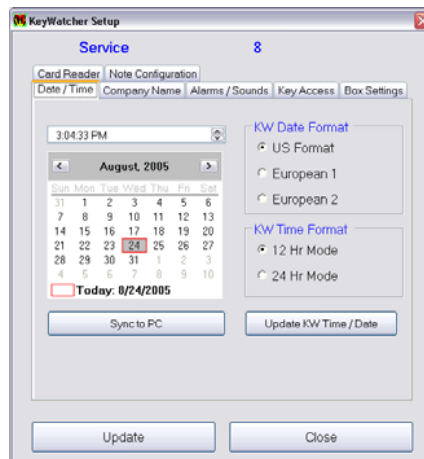 KeyWatcher Setup
Service 8
Card Reader Note Configuration
Date / Time Company Name Alarms / Sounds Key Access Box Settings
3:04:33 PM
KW Date Format
August, 2005
US Format
Sun Mon Tue Wed Thu Fri Sat
European 1
31 1 2 3 4 5 6
7 8 9 10 11 12 13
European 2
14 15 16 17 18 19 20
KW Time Format
21 22 23 24 25 26 27
12 Hr Mode
28 29 30 31 1 2 3
4 5 6 7 8 9 10
24 Hr Mode
Today: 8/24/2005
Sync to PC Update KW Time / Date
Update Close